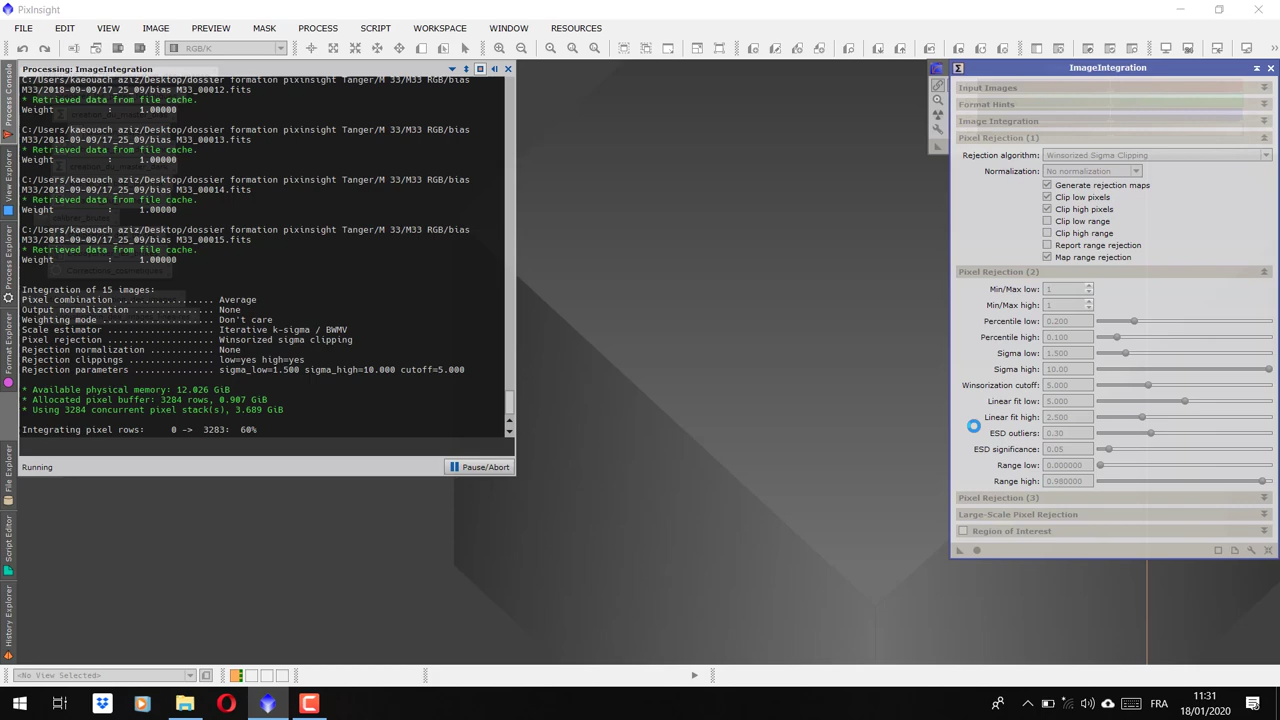 PixInsight
FILE EDIT VIEW IMAGE PREVIEW MASK PROCESS SCRIPT WORKSPACE WINDOW RESOURCES
RGB/K
Processing: ImageIntegration
C:/Users/kaeouach aziz/Desktop/dossier formation pixinsight Tanger/M 33/M33 RGB/bias
M33/2018-09-09/17_25_09/bias M33_00012.fits
* Retrieved data from file cache.
Weight : 1.00000
C:/Users/kaeouach aziz/Desktop/dossier formation pixinsight Tanger/M 33/M33 RGB/bias
M33/2018-09-09/17_25_09/bias M33_00013.fits
* Retrieved data from file cache.
Weight : 1.00000
C:/Users/kaeouach aziz/Desktop/dossier formation pixinsight Tanger/M 33/M33 RGB/bias
M33/2018-09-09/17_25_09/bias M33_00014.fits
* Retrieved data from file cache.
Weight : 1.00000
C:/Users/kaeouach aziz/Desktop/dossier formation pixinsight Tanger/M 33/M33 RGB/bias
M33/2018-09-09/17_25_09/bias M33_00015.fits
* Retrieved data from file cache.
Weight : 1.00000
Integration of 15 images:
Pixel combination ................. Average
Output normalization .............. None
Weighting mode .................... Don't care
Scale estimator ................... Iterative k-sigma / BWMV
Pixel rejection ................... Winsorized sigma clipping
Rejection normalization ........... None
Rejection clippings ............... low=yes high=yes
Rejection parameters .............. sigma_low=1.500 sigma_high=10.000 cutoff=5.000
* Available physical memory: 12.026 GiB
* Allocated pixel buffer: 3284 rows, 0.907 GiB
* Using 3284 concurrent pixel stack(s), 3.689 GiB
Integrating pixel rows: 0 -> 3283: 60%
Running
Pause/Abort
Process Console
View Explorer
Process Explorer
Format Explorer
File Explorer
Script Editor
History Explorer
ImageIntegration
Input Images
Format Hints
Image Integration
Pixel Rejection (1)
Rejection algorithm: Winsorized Sigma Clipping
Normalization: No normalization
Generate rejection maps
Clip low pixels
Clip high pixels
Clip low range
Clip high range
Report range rejection
Map range rejection
Pixel Rejection (2)
Min/Max low: 1
Min/Max high: 1
Percentile low: 0.200
Percentile high: 0.100
Sigma low: 1.500
Sigma high: 10.00
Winsorization cutoff: 5.000
Linear fit low: 5.000
Linear fit high: 2.500
ESD outliers: 0.30
ESD significance: 0.05
Range low: 0.000000
Range high: 0.980000
Pixel Rejection (3)
Large-Scale Pixel Rejection
Region of Interest
<No View Selected>
FRA
11:31
18/01/2020